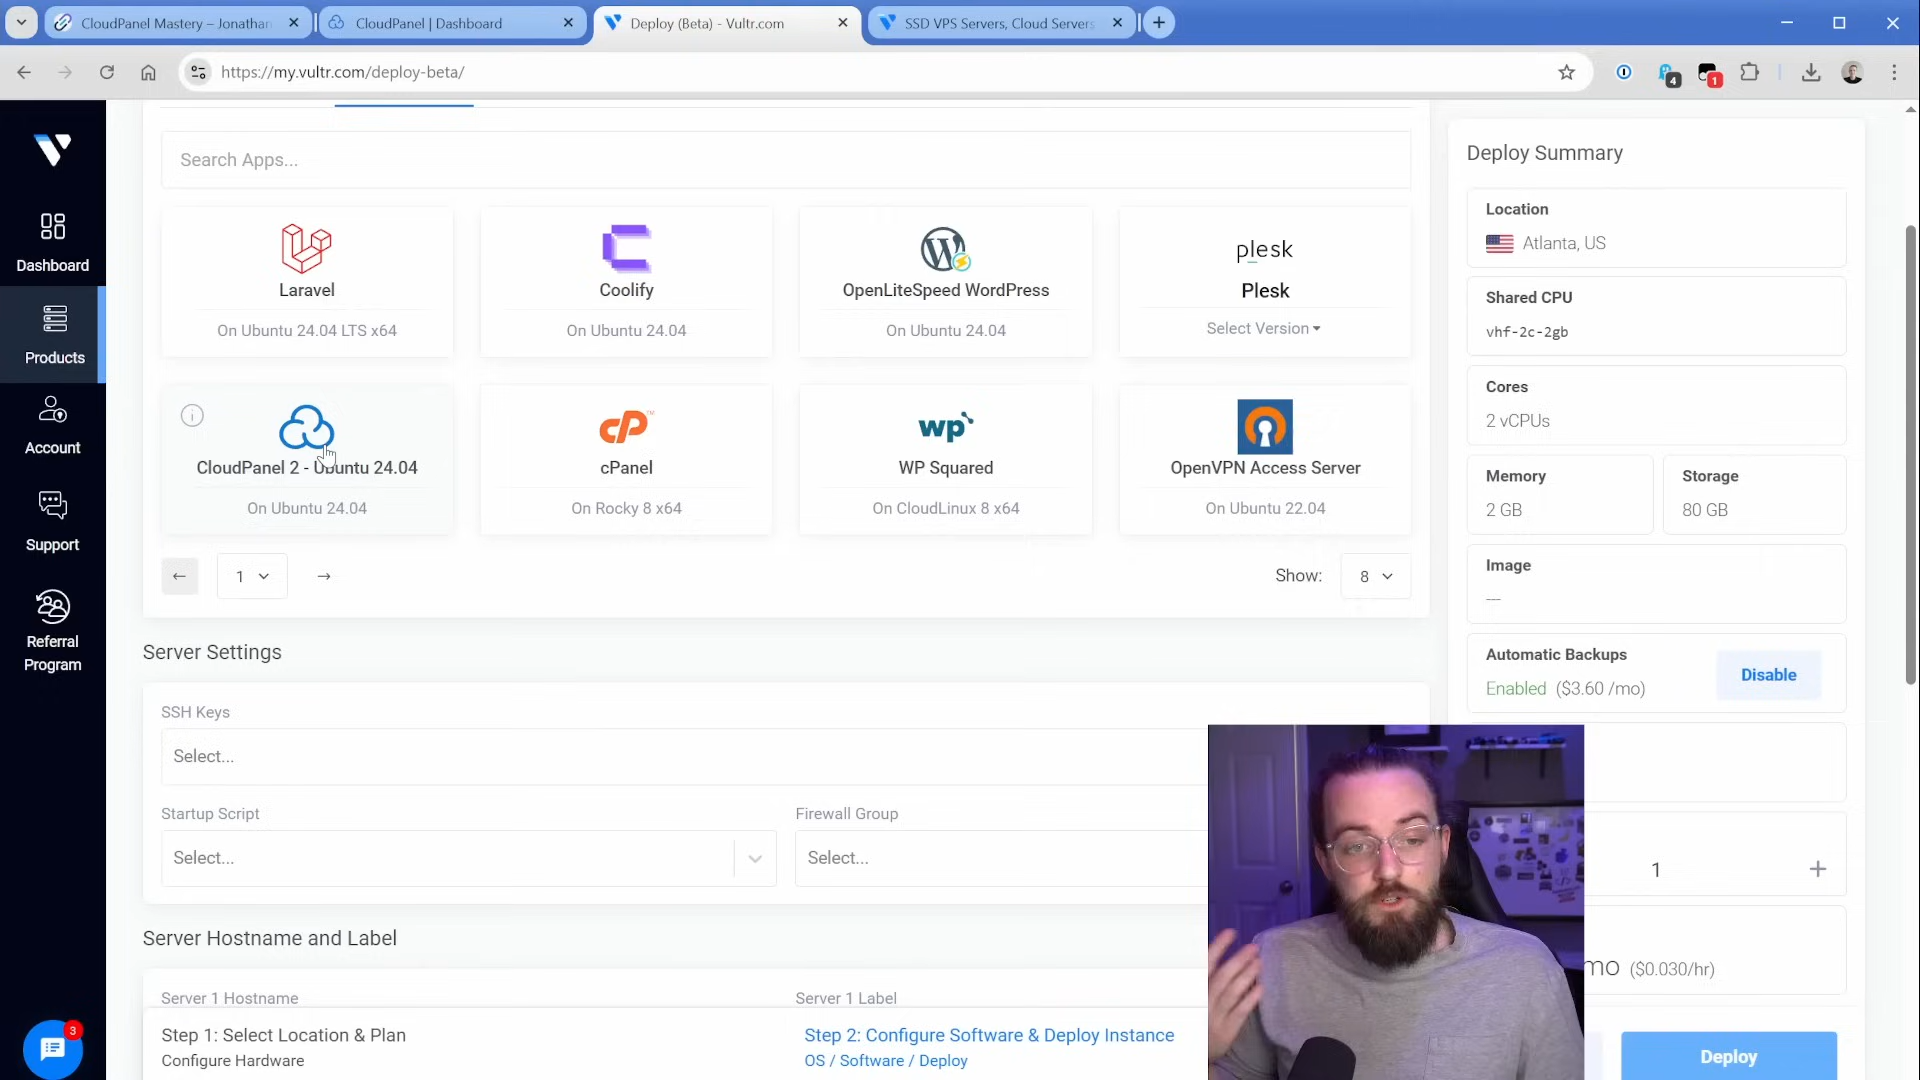 CloudPanel Mastery – Jonathan
CloudPanel | Dashboard
Deploy (Beta) - Vultr.com
SSD VPS Servers, Cloud Servers
https://my.vultr.com/deploy-beta/
4
1
Dashboard
Products
Account
Support
Referral
Program
3
Search Apps...
Laravel
On Ubuntu 24.04 LTS x64
Coolify
On Ubuntu 24.04
OpenLiteSpeed WordPress
On Ubuntu 24.04
plesk
Plesk
Select Version
CloudPanel 2 - Ubuntu 24.04
On Ubuntu 24.04
cP
cPanel
On Rocky 8 x64
wp
WP Squared
On CloudLinux 8 x64
OpenVPN Access Server
On Ubuntu 22.04
1
Show:
8
Server Settings
SSH Keys
Select...
Startup Script
Select...
Firewall Group
Select...
Server Hostname and Label
Server 1 Hostname
Server 1 Label
Step 1: Select Location & Plan
Configure Hardware
Step 2: Configure Software & Deploy Instance
OS / Software / Deploy
Deploy Summary
Location
Atlanta, US
Shared CPU
vhf-2c-2gb
Cores
2 vCPUs
Memory
2 GB
Storage
80 GB
Image
---
Automatic Backups
Enabled ($3.60 /mo)
Disable
1
mo ($0.030/hr)
Deploy